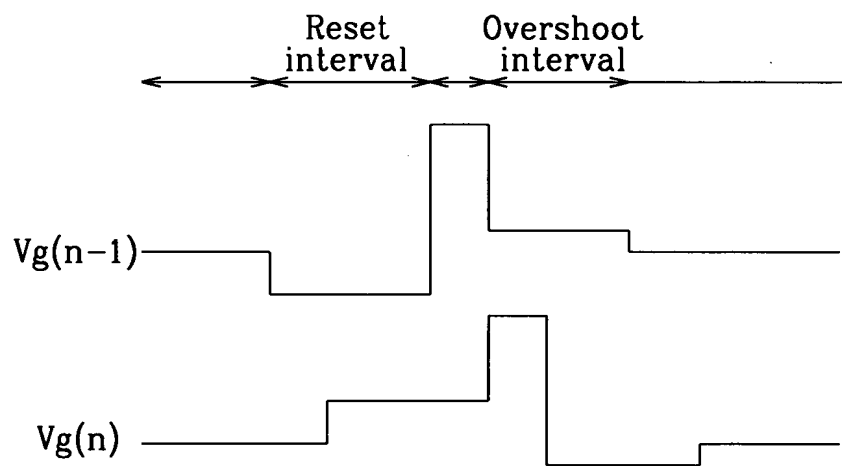 Reset
interval
Overshoot
interval
Vg(n-1)
Vg(n)